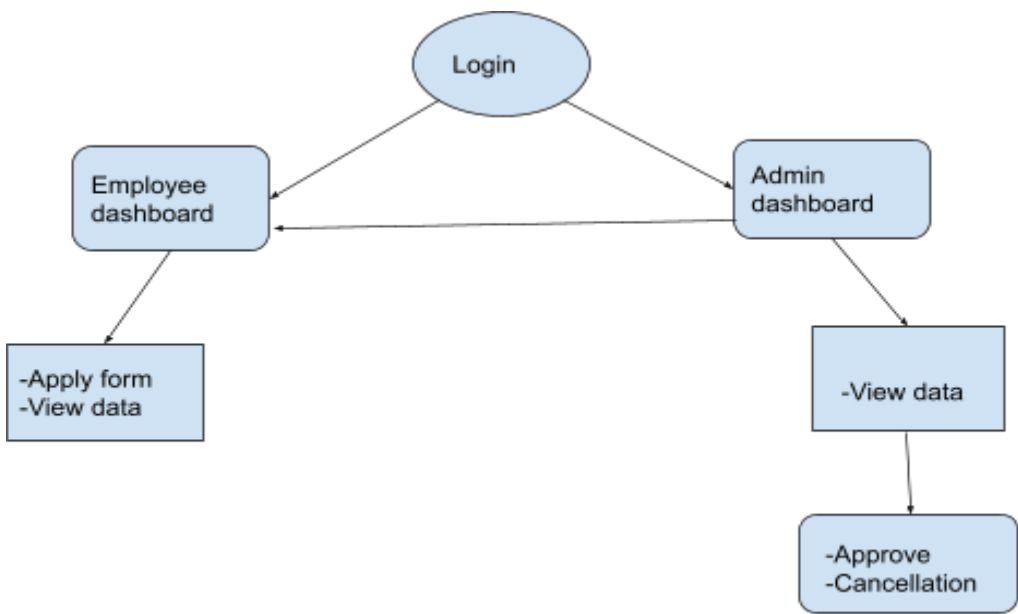 Login
Employee
dashboard
Admin
dashboard
-Apply form
-View data
-View data
-Approve
-Cancellation